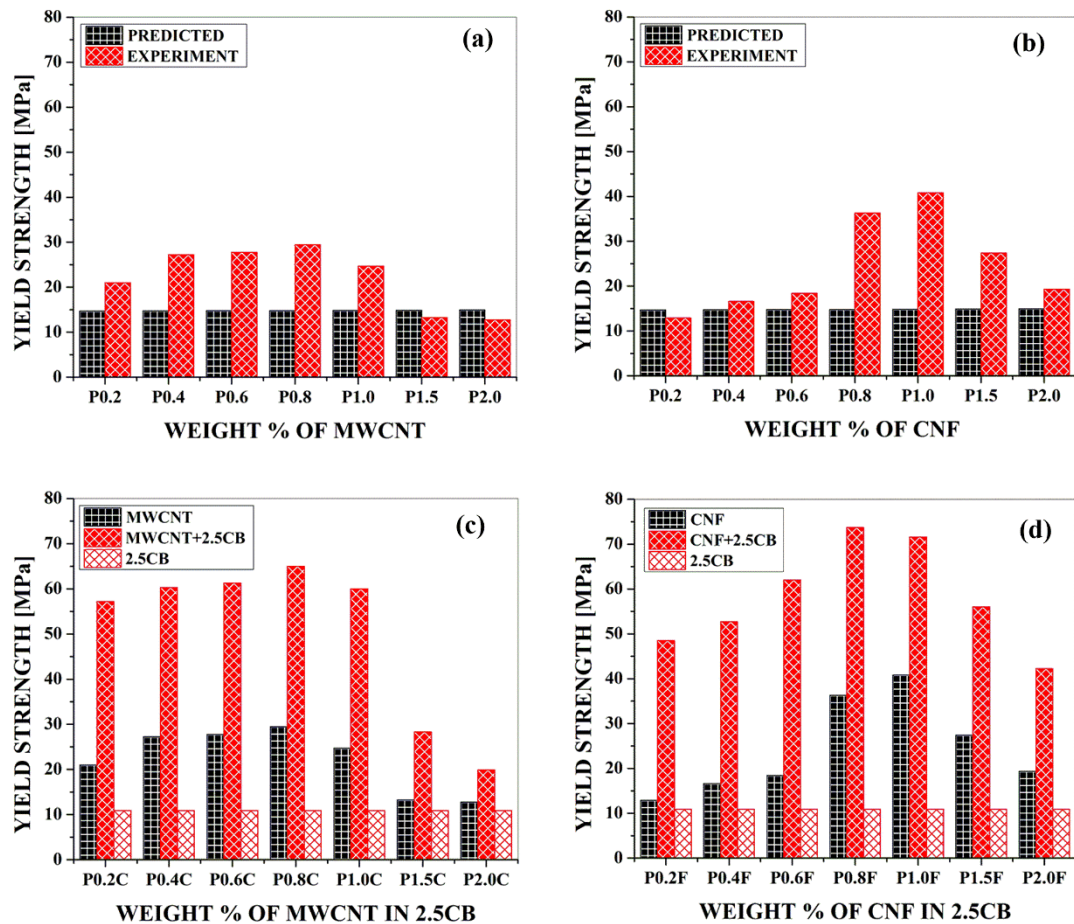 (a)
PREDICTED
EXPERIMENT
YIELD STRENGTH [MPa]
80
70
60
50
40
30
20
10
0
P0.2 P0.4 P0.6 P0.8 P1.0 P1.5 P2.0
WEIGHT % OF MWCNT
(b)
PREDICTED
EXPERIMENT
YIELD STRENGTH [MPa]
80
70
60
50
40
30
20
10
0
P0.2 P0.4 P0.6 P0.8 P1.0 P1.5 P2.0
WEIGHT % OF CNF
(c)
MWCNT
MWCNT+2.5CB
2.5CB
YIELD STRENGTH [MPa]
80
70
60
50
40
30
20
10
0
P0.2C P0.4C P0.6C P0.8C P1.0C P1.5C P2.0C
WEIGHT % OF MWCNT IN 2.5CB
(d)
CNF
CNF+2.5CB
2.5CB
YIELD STRENGTH [MPa]
80
70
60
50
40
30
20
10
0
P0.2F P0.4F P0.6F P0.8F P1.0F P1.5F P2.0F
WEIGHT % OF CNF IN 2.5CB